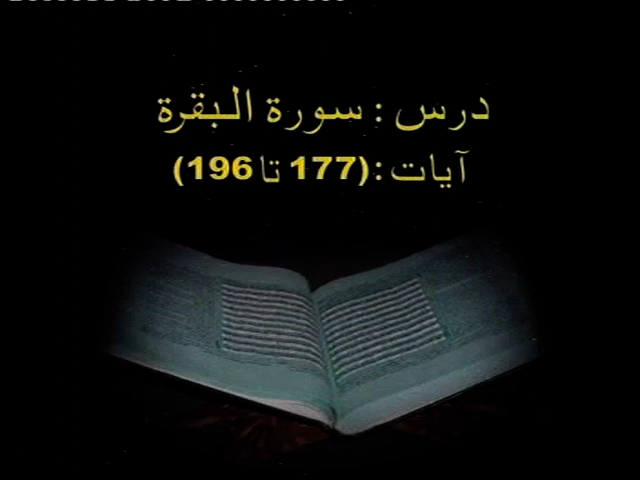 درس : سورة البقرة
آيات :(177 تا 196)